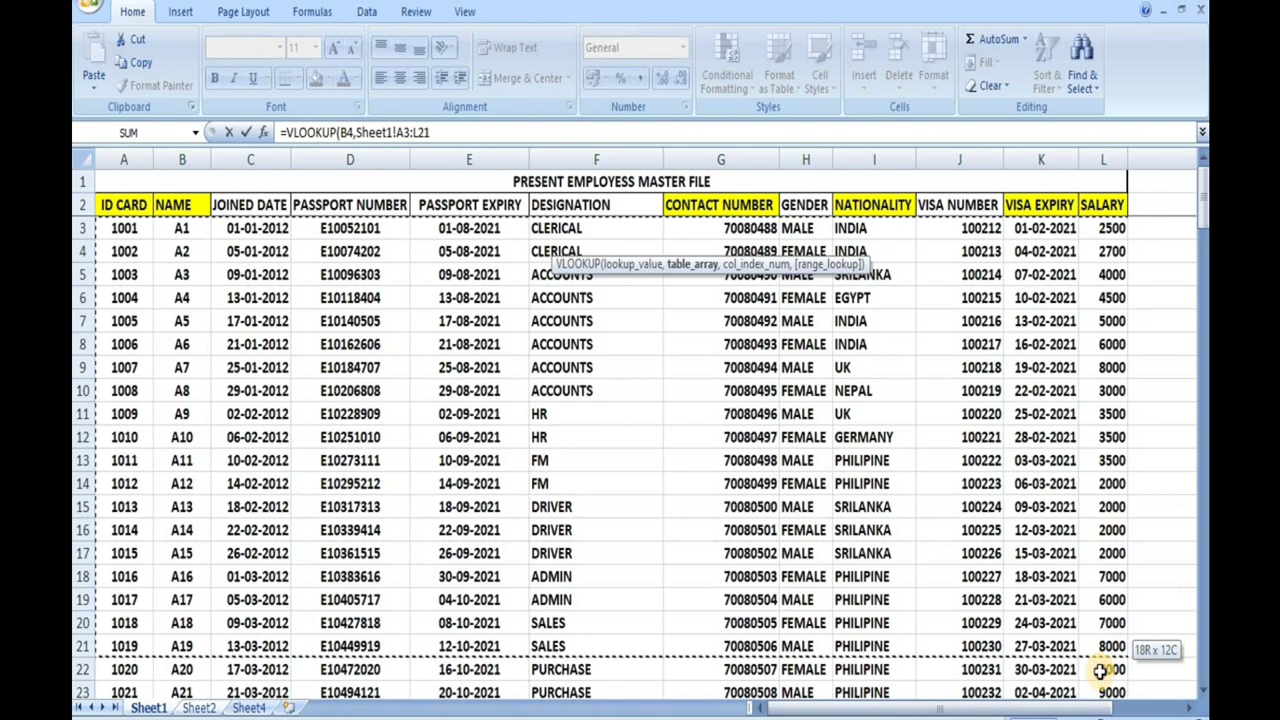 Home Insert Page Layout Formulas Data Review View
Cut
Copy
Format Painter
Paste
Clipboard
11
Font
Wrap Text
Merge & Center
Alignment
General
Number
Conditional Formatting
Format as Table
Cell Styles
Styles
Insert Delete Format
Cells
AutoSum
Fill
Clear
Sort & Filter
Find & Select
Editing
SUM =VLOOKUP(B4,Sheet1!A3:L21
A B C D E F G H I J K L
1 PRESENT EMPLOYESS MASTER FILE
2 ID CARD NAME JOINED DATE PASSPORT NUMBER PASSPORT EXPIRY DESIGNATION CONTACT NUMBER GENDER NATIONALITY VISA NUMBER VISA EXPIRY SALARY
3 1001 A1 01-01-2012 E10052101 01-08-2021 CLERICAL 70080488 MALE INDIA 100212 01-02-2021 2500
4 1002 A2 05-01-2012 E10074202 05-08-2021 CLERICAL 70080489 FEMALE INDIA 100213 04-02-2021 2700
VLOOKUP(lookup_value, table_array, col_index_num, [range_lookup])
5 1003 A3 09-01-2012 E10096303 09-08-2021 ACCOUNTS 70080490 MALE SRILANKA 100214 07-02-2021 4000
6 1004 A4 13-01-2012 E10118404 13-08-2021 ACCOUNTS 70080491 FEMALE EGYPT 100215 10-02-2021 4500
7 1005 A5 17-01-2012 E10140505 17-08-2021 ACCOUNTS 70080492 MALE INDIA 100216 13-02-2021 5000
8 1006 A6 21-01-2012 E10162606 21-08-2021 ACCOUNTS 70080493 FEMALE INDIA 100217 16-02-2021 6000
9 1007 A7 25-01-2012 E10184707 25-08-2021 ACCOUNTS 70080494 MALE UK 100218 19-02-2021 8000
10 1008 A8 29-01-2012 E10206808 29-08-2021 ACCOUNTS 70080495 FEMALE NEPAL 100219 22-02-2021 3000
11 1009 A9 02-02-2012 E10228909 02-09-2021 HR 70080496 MALE UK 100220 25-02-2021 3500
12 1010 A10 06-02-2012 E10251010 06-09-2021 HR 70080497 FEMALE GERMANY 100221 28-02-2021 3500
13 1011 A11 10-02-2012 E10273111 10-09-2021 FM 70080498 MALE PHILIPINE 100222 03-03-2021 3500
14 1012 A12 14-02-2012 E10295212 14-09-2021 FM 70080499 FEMALE PHILIPINE 100223 06-03-2021 2000
15 1013 A13 18-02-2012 E10317313 18-09-2021 DRIVER 70080500 MALE SRILANKA 100224 09-03-2021 2000
16 1014 A14 22-02-2012 E10339414 22-09-2021 DRIVER 70080501 FEMALE SRILANKA 100225 12-03-2021 2000
17 1015 A15 26-02-2012 E10361515 26-09-2021 DRIVER 70080502 MALE SRILANKA 100226 15-03-2021 2000
18 1016 A16 01-03-2012 E10383616 30-09-2021 ADMIN 70080503 FEMALE PHILIPINE 100227 18-03-2021 7000
19 1017 A17 05-03-2012 E10405717 04-10-2021 ADMIN 70080504 MALE PHILIPINE 100228 21-03-2021 6000
20 1018 A18 09-03-2012 E10427818 08-10-2021 SALES 70080505 FEMALE PHILIPINE 100229 24-03-2021 7000
21 1019 A19 13-03-2012 E10449919 12-10-2021 SALES 70080506 MALE PHILIPINE 100230 27-03-2021 8000
18R x 12C
22 1020 A20 17-03-2012 E10472020 16-10-2021 PURCHASE 70080507 FEMALE PHILIPINE 100231 30-03-2021
23 1021 A21 21-03-2012 E10494121 20-10-2021 PURCHASE 70080508 MALE PHILIPINE 100232 02-04-2021 9000
Sheet1 Sheet2 Sheet4